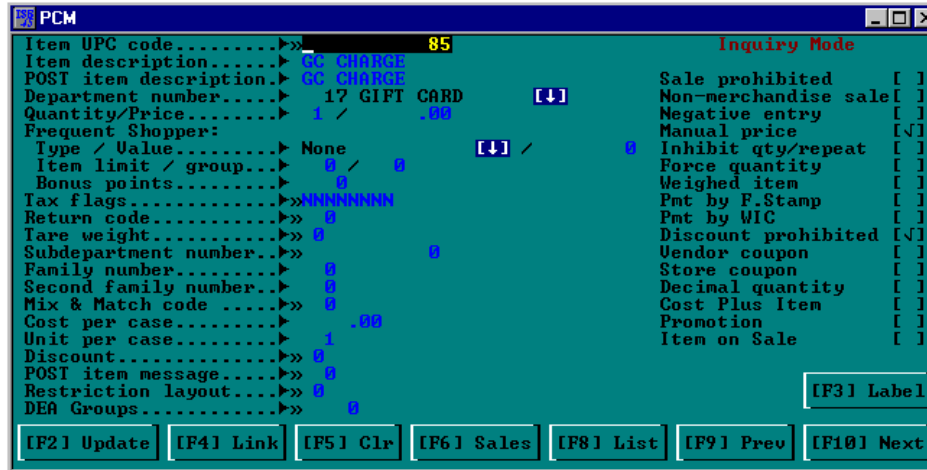 ISS 45 PCM
Item UPC code.........►» 85 Inquiry Mode
Item description......► GC CHARGE
POST item description.► GC CHARGE Sale prohibited [ ]
Department number.....► 17 GIFT CARD [↓] Non-merchandise sale[ ]
Quantity/Price........► 1 / .00 Negative entry [ ]
Frequent Shopper: Manual price [√]
Type / Value.........► None [↓] / 0 Inhibit qty/repeat [ ]
Item limit / group...► 0 / 0 Force quantity [ ]
Bonus points.........► 0 Weighed item [ ]
Tax flags.............►»NNNNNNNN Pmt by F.Stamp [ ]
Return code...........►» 0 Pmt by WIC [ ]
Tare weight...........►» 0 Discount prohibited [√]
Subdepartment number..►» 0 Vendor coupon [ ]
Family number.........► 0 Store coupon [ ]
Second family number..► 0 Decimal quantity [ ]
Mix & Match code .....►» 0 Cost Plus Item [ ]
Cost per case.........► .00 Promotion [ ]
Unit per case.........► 1 Item on Sale [ ]
Discount..............►» 0
POST item message.....►» 0
Restriction layout....►» 0 [F3] Label
DEA Groups............►» 0
[F2] Update [F4] Link [F5] Clr [F6] Sales [F8] List [F9] Prev [F10] Next